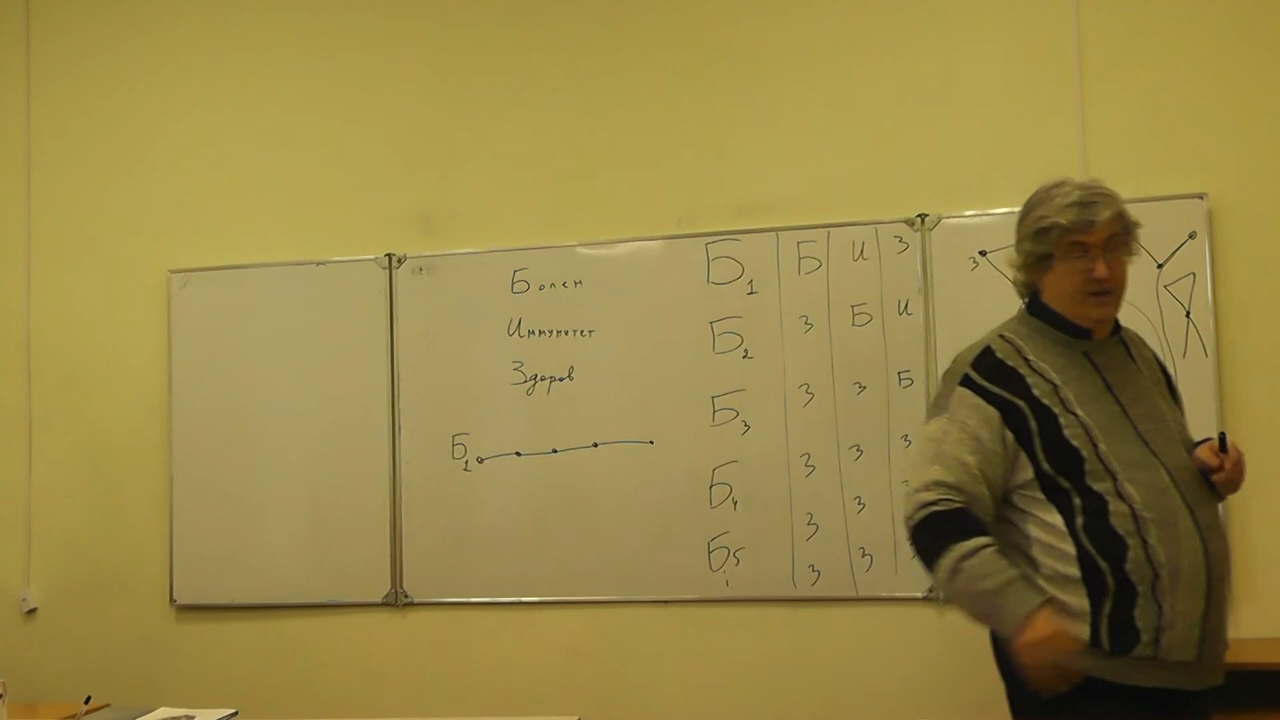 Болен
Иммунитет
Здоров
Б1
Б1 Б И З
Б2 З Б И
Б3 З З Б
Б4 З З З
З З
Б5 З З
З